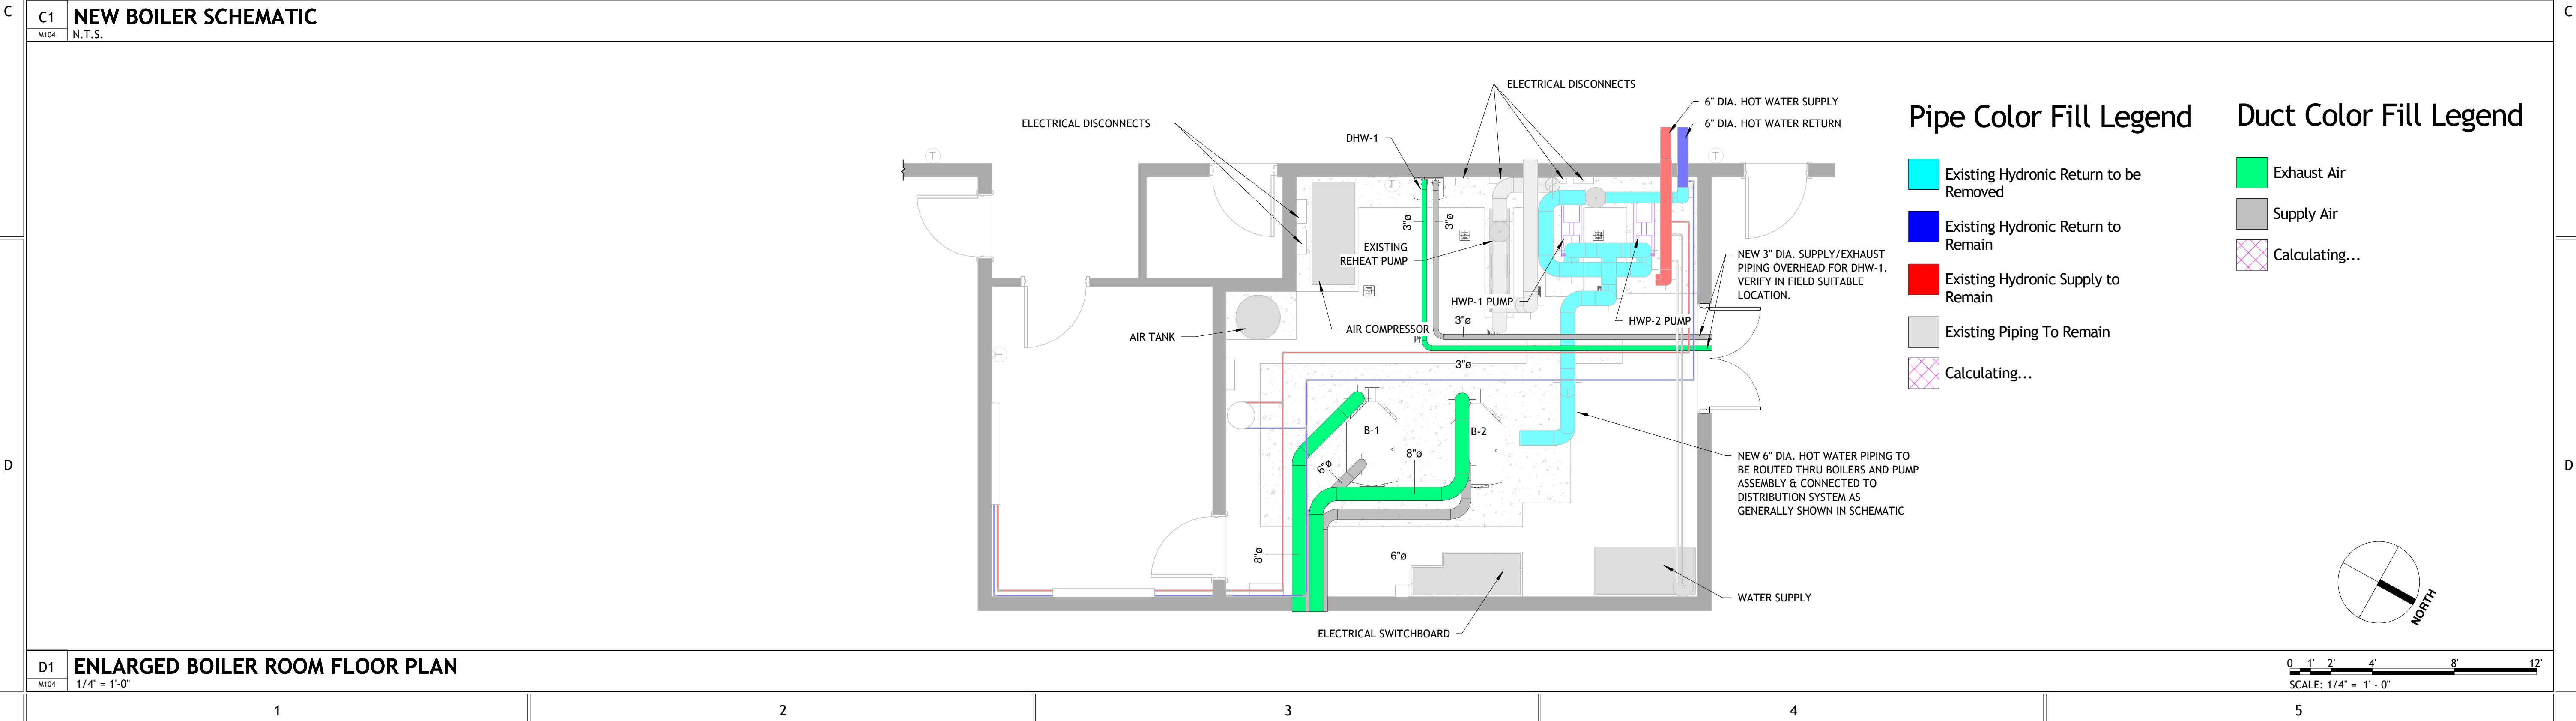 C
C1
M104
NEW BOILER SCHEMATIC
N.T.S.
C
ELECTRICAL DISCONNECTS
ELECTRICAL DISCONNECTS
DHW-1
6" DIA. HOT WATER SUPPLY
6" DIA. HOT WATER RETURN
T
T
T
T
3"ø
3"ø
EXISTING
REHEAT PUMP
HWP-1 PUMP
HWP-2 PUMP
NEW 3" DIA. SUPPLY/EXHAUST
PIPING OVERHEAD FOR DHW-1.
VERIFY IN FIELD SUITABLE
LOCATION.
AIR TANK
AIR COMPRESSOR
3"ø
3"ø
B-1
B-2
6"ø
8"ø
8"ø
6"ø
NEW 6" DIA. HOT WATER PIPING TO
BE ROUTED THRU BOILERS AND PUMP
ASSEMBLY & CONNECTED TO
DISTRIBUTION SYSTEM AS
GENERALLY SHOWN IN SCHEMATIC
WATER SUPPLY
ELECTRICAL SWITCHBOARD
Pipe Color Fill Legend
Existing Hydronic Return to be
Removed
Existing Hydronic Return to
Remain
Existing Hydronic Supply to
Remain
Existing Piping To Remain
Calculating...
Duct Color Fill Legend
Exhaust Air
Supply Air
Calculating...
NORTH
D
D
D1
M104
ENLARGED BOILER ROOM FLOOR PLAN
1/4" = 1'-0"
0 1' 2' 4' 8' 12'
SCALE: 1/4" = 1' - 0"
1 2 3 4 5